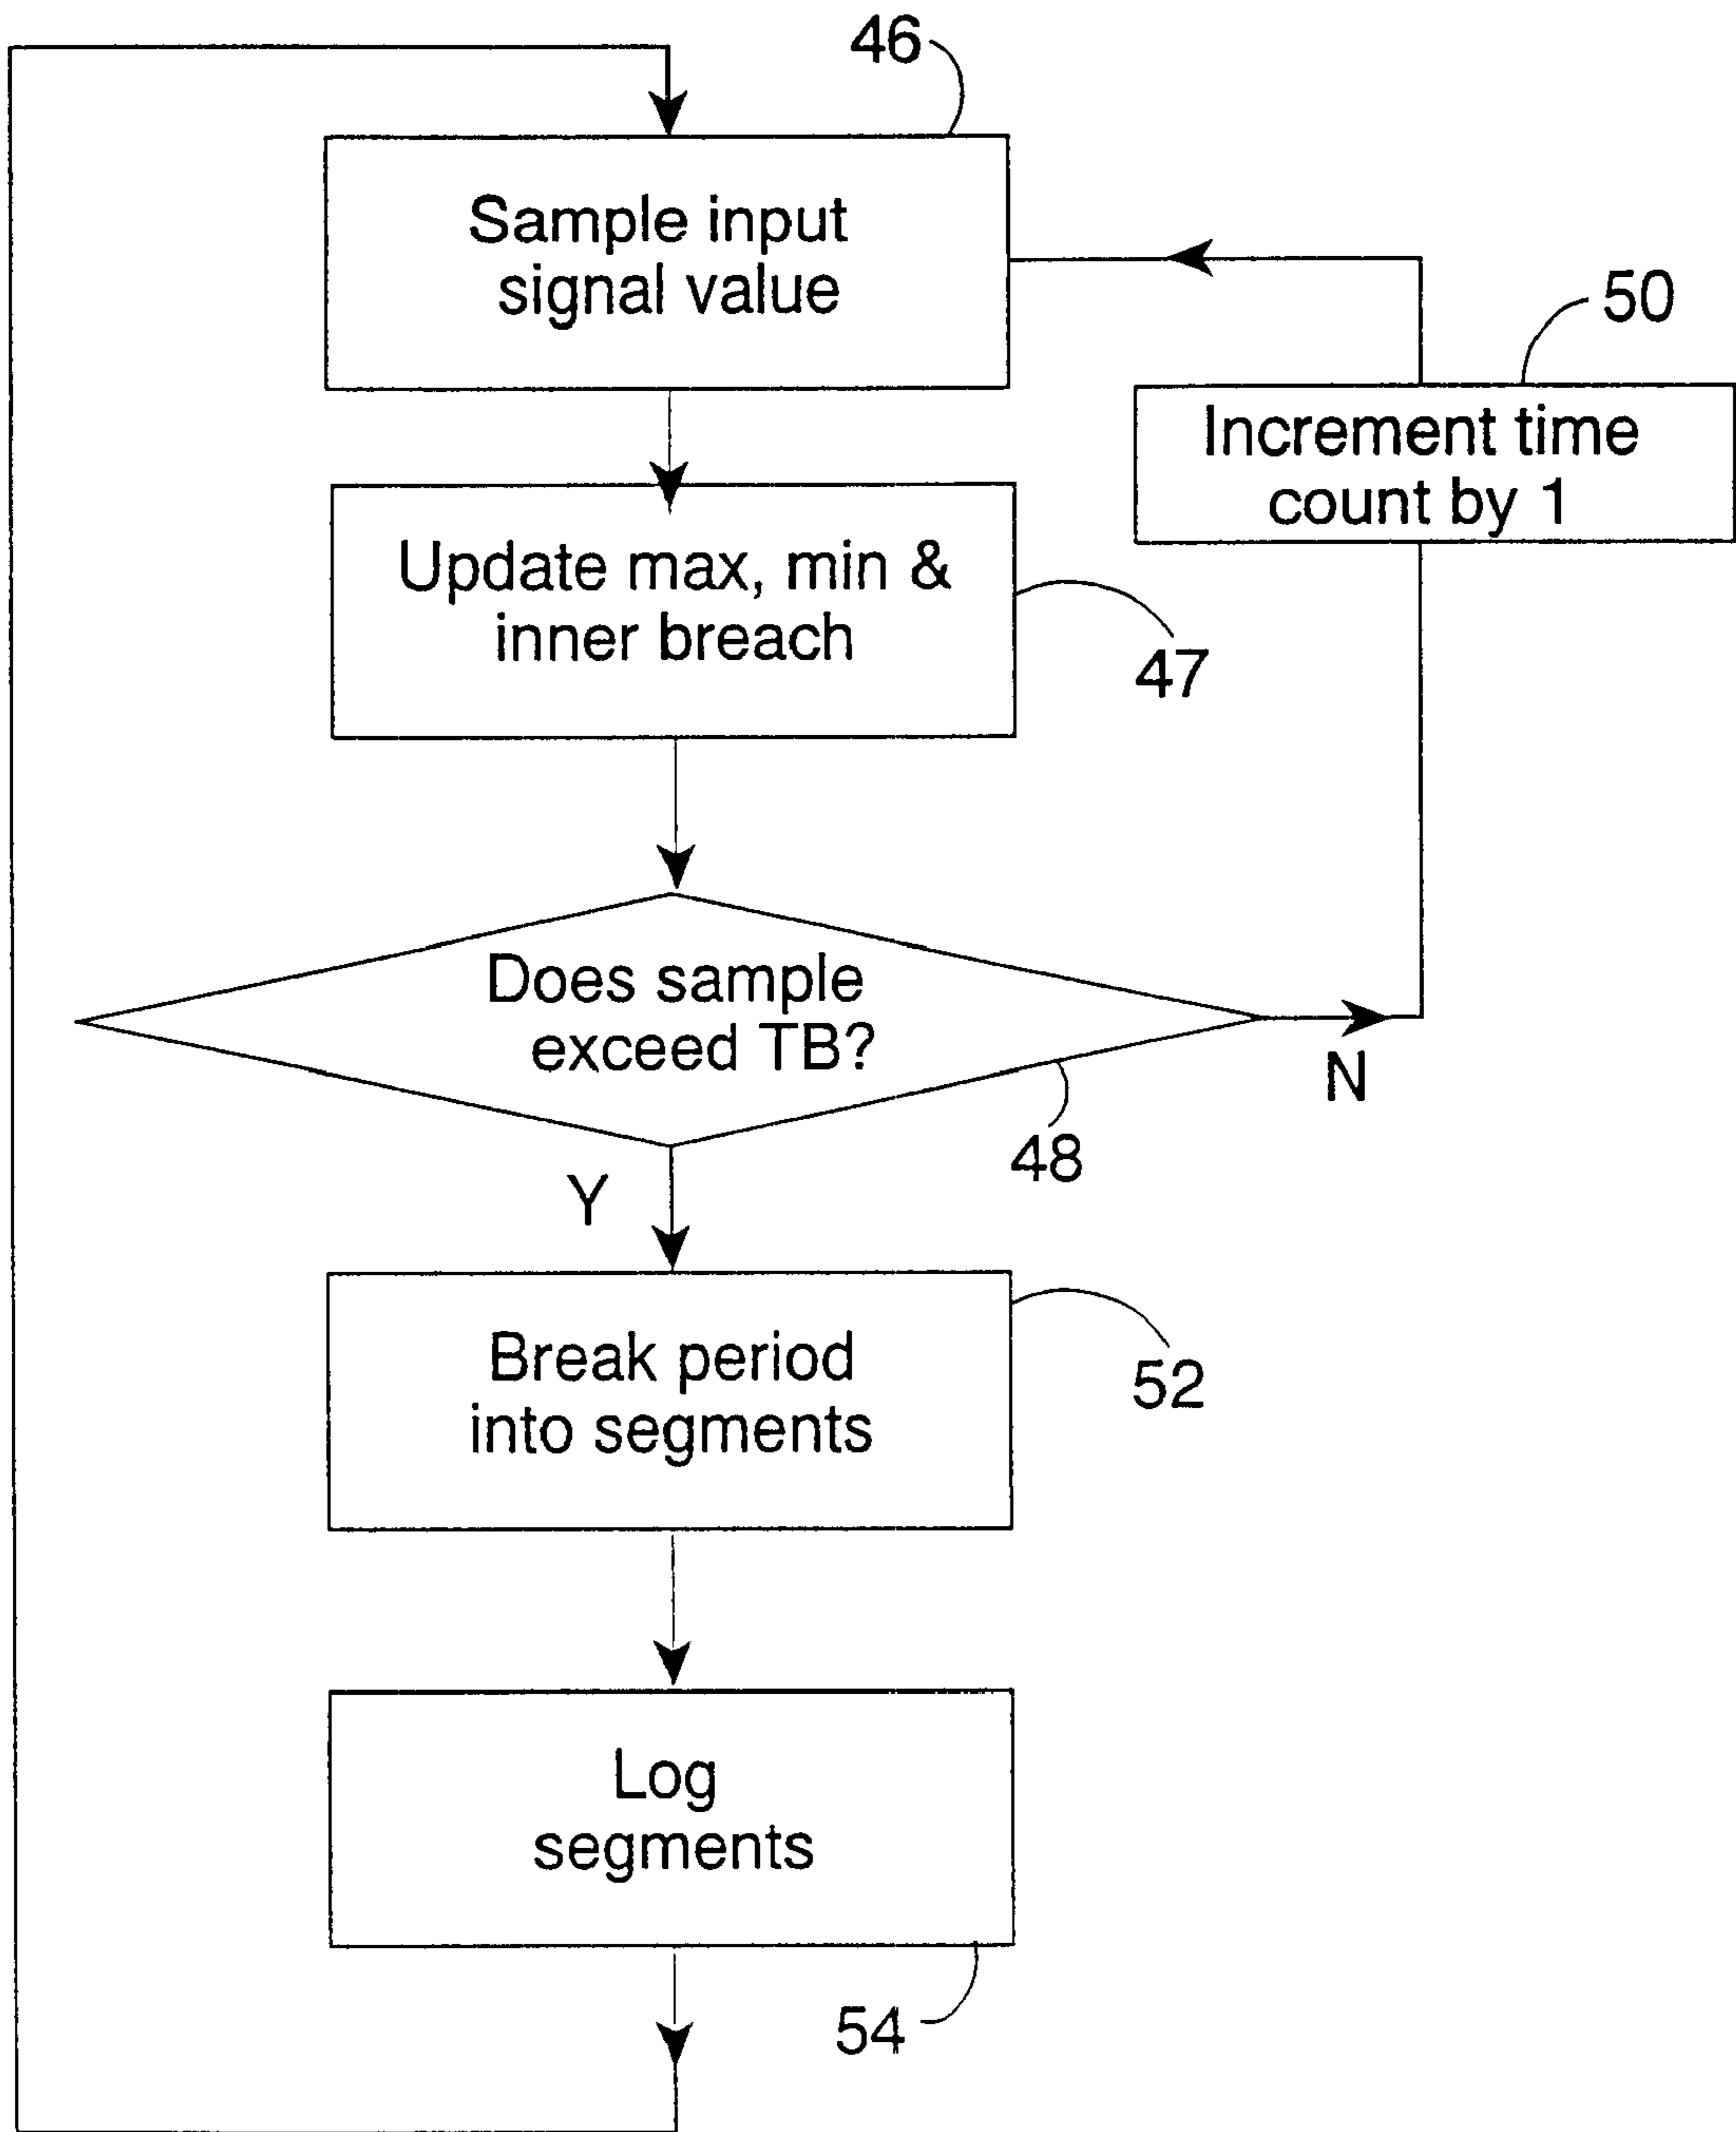 46
Sample input
signal value
50
Increment time
count by 1
Update max, min &
inner breach
47
Does sample
exceed TB?
N
48
Y
Break period
into segments
52
Log
segments
54